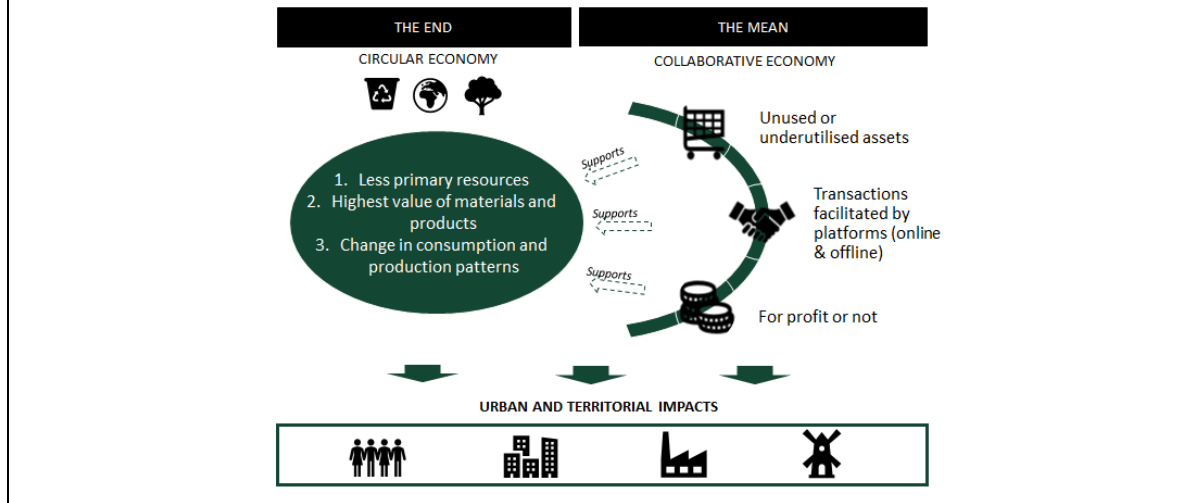 THE END
THE MEAN
CIRCULAR ECONOMY
COLLABORATIVE ECONOMY
1. Less primary resources
2. Highest value of materials and
products
3. Change in consumption and
production patterns
Supports
Supports
Supports
Unused or
underutilised assets
Transactions
facilitated by
platforms (online
& offline)
For profit or not
URBAN AND TERRITORIAL IMPACTS